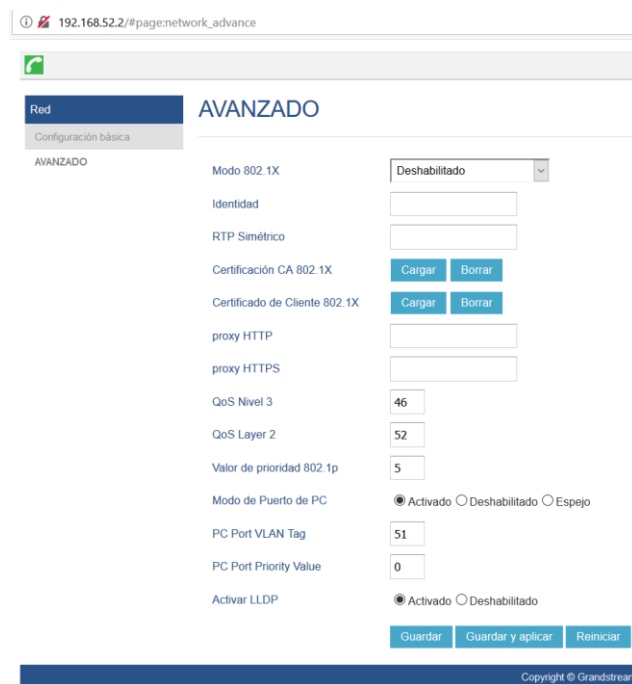 192.168.52.2/#page:network_advance
Red
Configuración básica
AVANZADO
AVANZADO
Modo 802.1X Deshabilitado
Identidad
RTP Simétrico
Certificación CA 802.1X Cargar Borrar
Certificado de Cliente 802.1X Cargar Borrar
proxy HTTP
proxy HTTPS
QoS Nivel 3 46
QoS Layer 2 52
Valor de prioridad 802.1p 5
Modo de Puerto de PC Activado Deshabilitado Espejo
PC Port VLAN Tag 51
PC Port Priority Value 0
Activar LLDP Activado Deshabilitado
Guardar Guardar y aplicar Reiniciar
Copyright © Grandstream